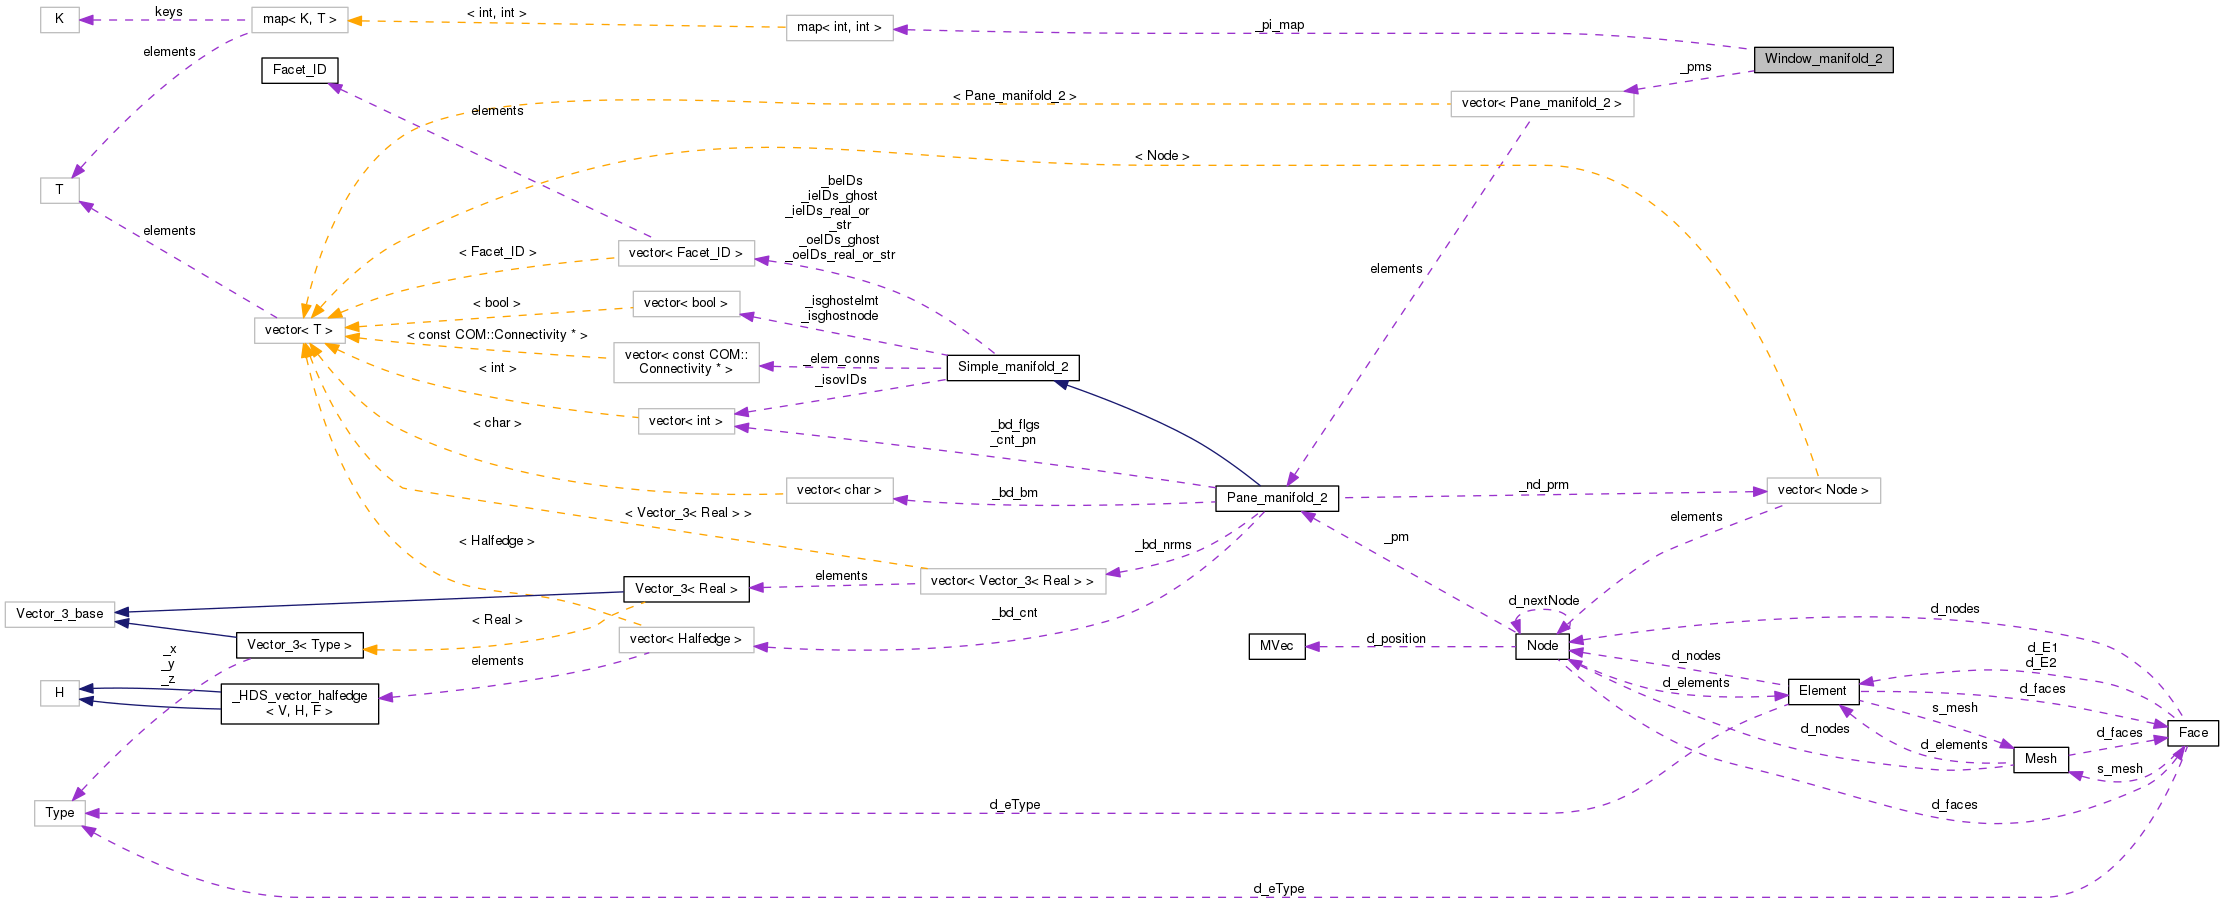 K
keys
map< K, T >
< int, int >
map< int, int >
_pi_map
Window_manifold_2
elements
Facet_ID
_pms
elements
< Pane_manifold_2 >
vector< Pane_manifold_2 >
< Node >
T
_beIDs
_ieIDs_ghost
_ieIDs_real_or
_str
_oeIDs_ghost
_oeIDs_real_or_str
elements
< Facet_ID >
vector< Facet_ID >
elements
< bool >
vector< bool >
_isghostelmt
_isghostnode
vector< T >
< const COM::Connectivity * >
vector< const COM::
Connectivity * >
_elem_conns
Simple_manifold_2
< int >
_isovIDs
vector< int >
< char >
_bd_flgs
_cnt_pn
vector< char >
_bd_bm
Pane_manifold_2
_nd_prm
vector< Node >
< Vector_3< Real > >
elements
< Halfedge >
_bd_nrms
_pm
Vector_3< Real >
elements
vector< Vector_3< Real > >
Vector_3_base
< Real >
_bd_cnt
d_nextNode
d_nodes
Vector_3< Type >
vector< Halfedge >
MVec
d_position
Node
_x
_y
_z
elements
d_nodes
d_E1
d_E2
H
_HDS_vector_halfedge
< V, H, F >
d_elements
Element
d_faces
s_mesh
d_nodes
d_elements
d_faces
Face
Mesh
s_mesh
Type
d_eType
d_faces
d_eType